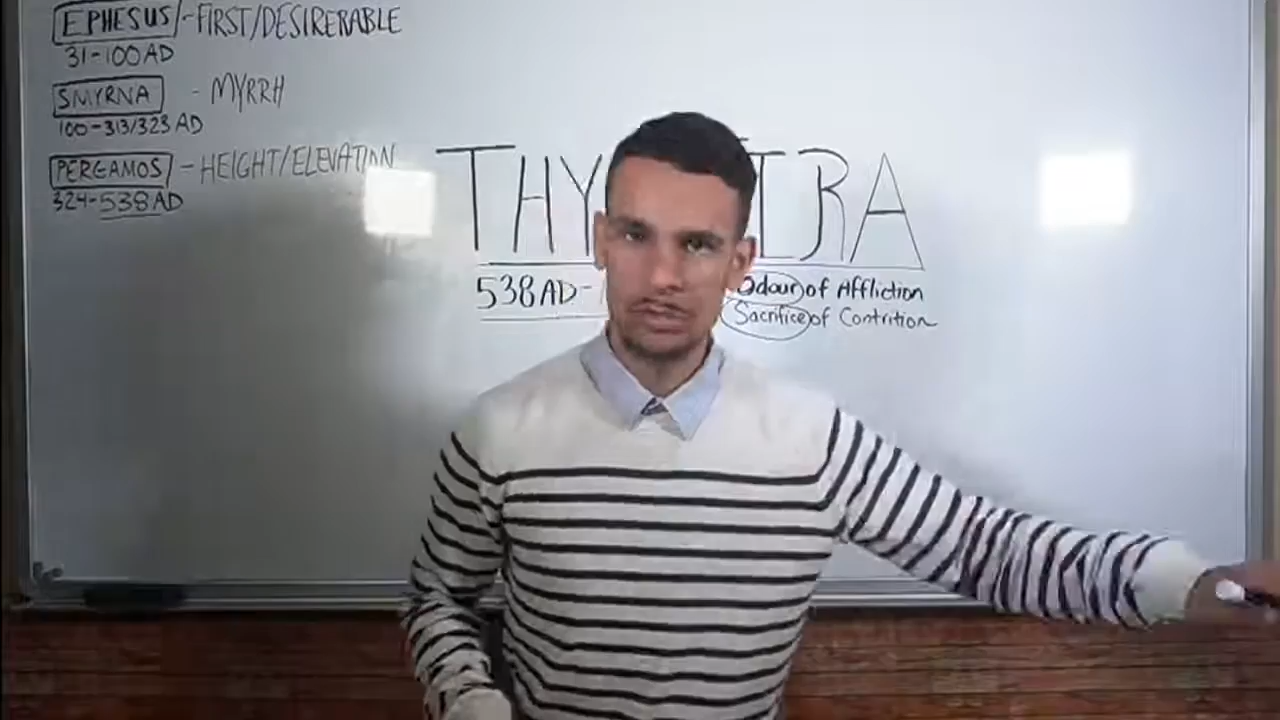 EPHESUS - FIRST/DESIRERABLE
31-100 AD
SMYRNA - MYRRH
100-313/323 AD
PERGAMOS - HEIGHT/ELEVATION
324-538 AD
THY IRA
538 AD -
Odour of Affliction
Sacrifice of Contrition